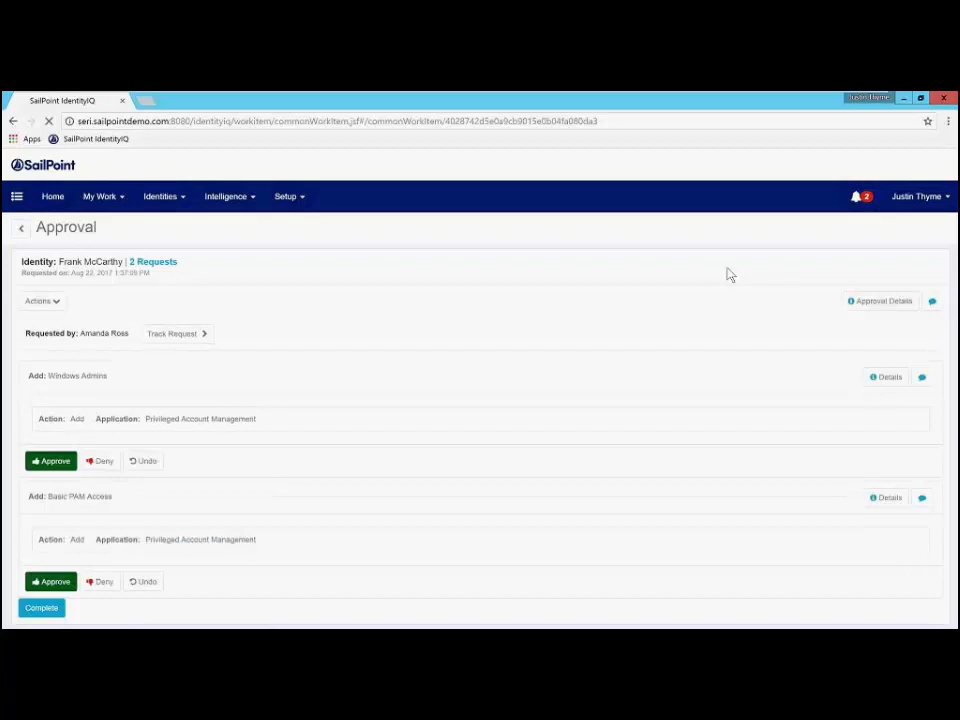 SailPoint IdentityIQ
Justin Thyme
seri.sailpointdemo.com:8080/identityiq/workitem/commonWorkItem.jsf#/commonWorkItem/4028742d5e0a9cb9015e0b04fa080da3
Apps SailPoint IdentityIQ
SailPoint
Home My Work Identities Intelligence Setup 2 Justin Thyme
Approval
Identity: Frank McCarthy | 2 Requests
Requested on: Aug 22, 2017 1:37:09 PM
Actions Approval Details
Requested by: Amanda Ross Track Request
Add: Windows Admins Details
Action: Add Application: Privileged Account Management
Approve Deny Undo
Add: Basic PAM Access Details
Action: Add Application: Privileged Account Management
Approve Deny Undo
Complete